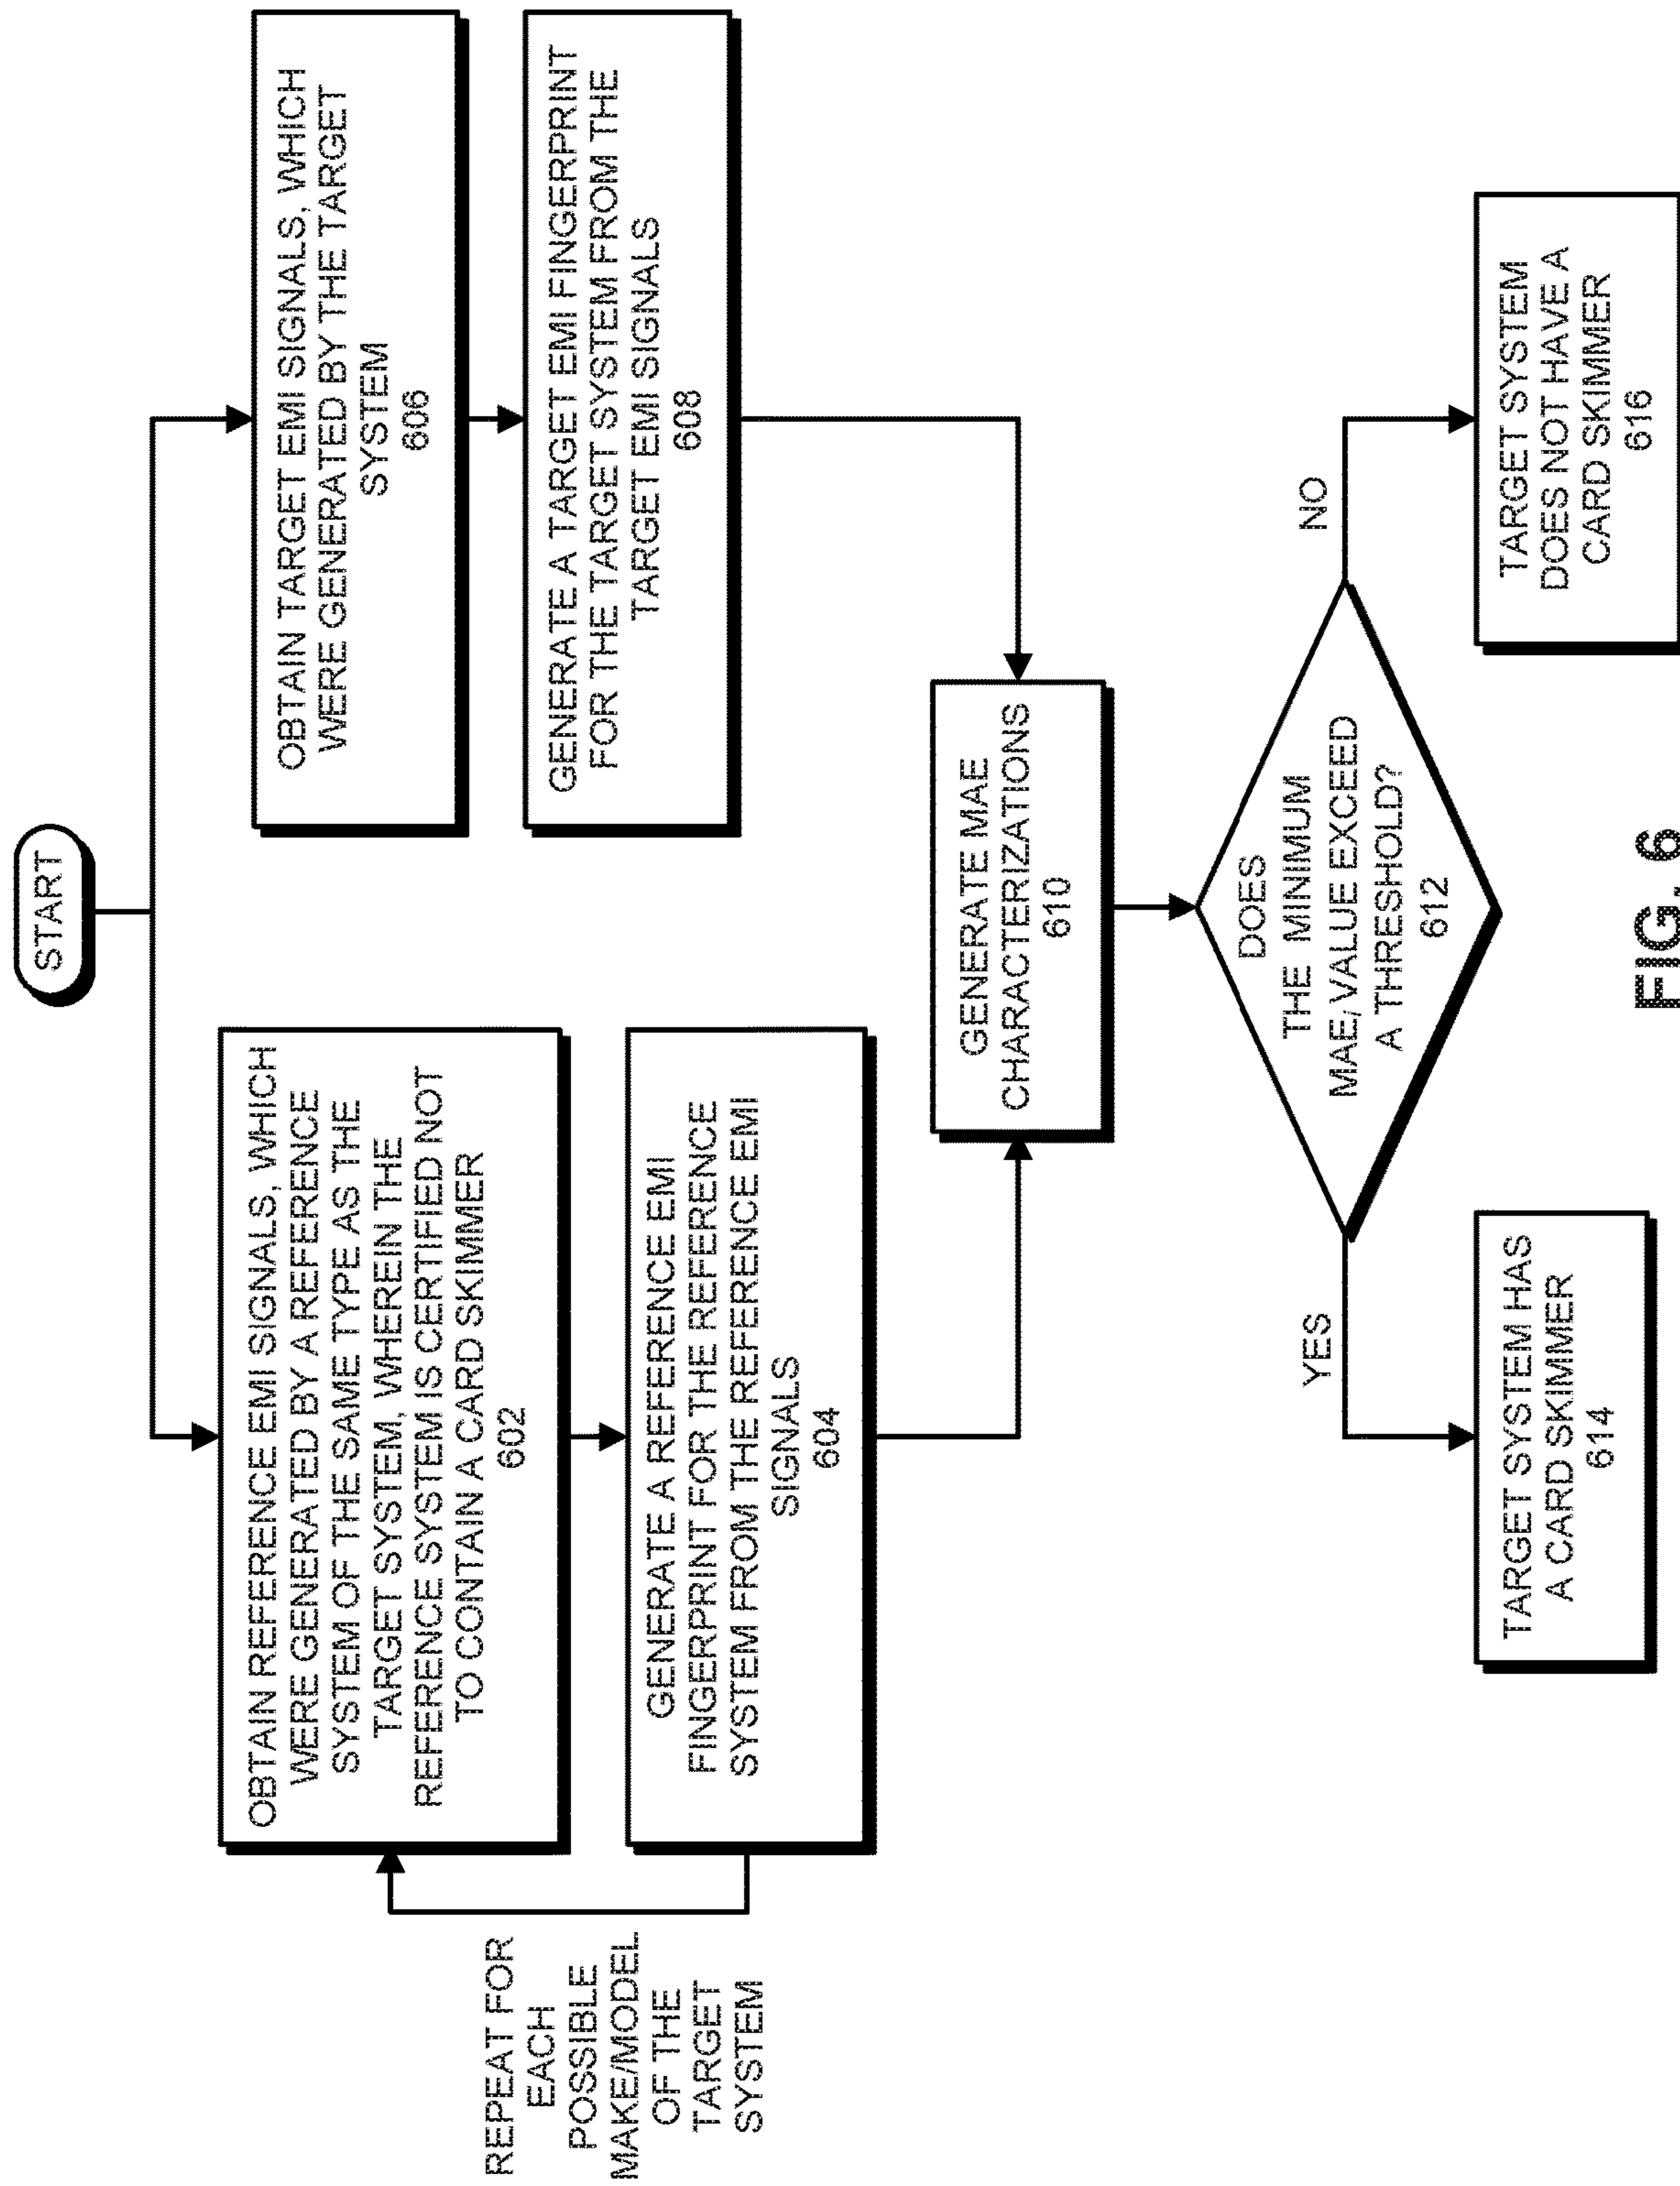 START
OBTAIN REFERENCE EMI SIGNALS, WHICH
WERE GENERATED BY A REFERENCE
SYSTEM OF THE SAME TYPE AS THE
TARGET SYSTEM, WHEREIN THE
REFERENCE SYSTEM IS CERTIFIED NOT
TO CONTAIN A CARD SKIMMER
602
GENERATE A REFERENCE EMI
FINGERPRINT FOR THE REFERENCE
SYSTEM FROM THE REFERENCE EMI
SIGNALS
604
REPEAT FOR
EACH
POSSIBLE
MAKE/MODEL
OF THE
TARGET
SYSTEM
OBTAIN TARGET EMI SIGNALS, WHICH
WERE GENERATED BY THE TARGET
SYSTEM
606
GENERATE A TARGET EMI FINGERPRINT
FOR THE TARGET SYSTEM FROM THE
TARGET EMI SIGNALS
608
GENERATE MAE
CHARACTERIZATIONS
610
DOES
THE MINIMUM
MAE/VALUE EXCEED
A THRESHOLD?
612
YES
NO
TARGET SYSTEM HAS
A CARD SKIMMER
614
TARGET SYSTEM
DOES NOT HAVE A
CARD SKIMMER
616
FIG. 6